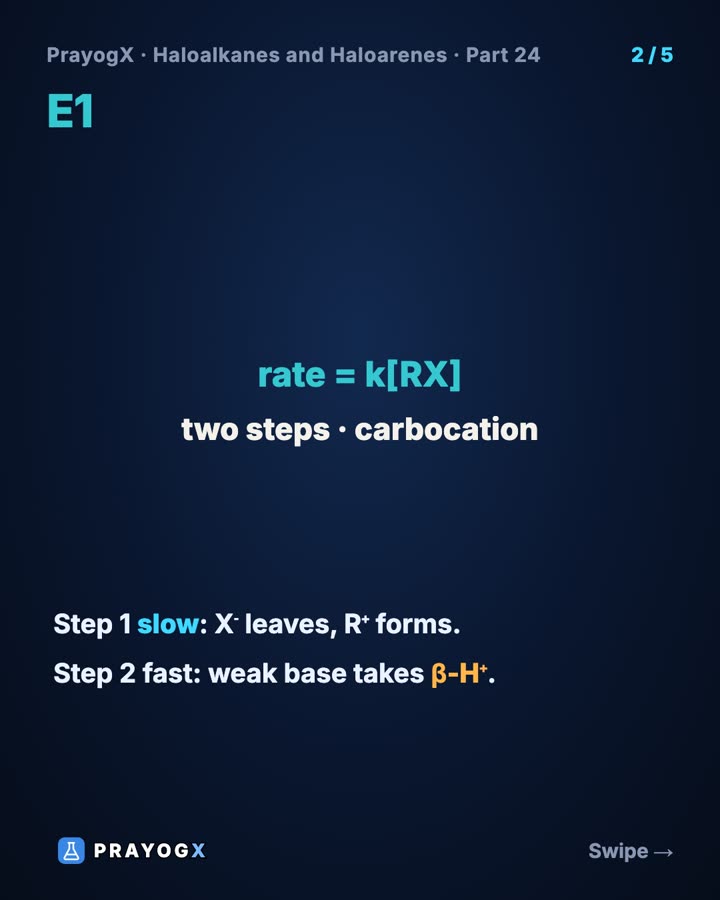 PrayogX · Haloalkanes and Haloarenes · Part 24
2 / 5
E1
rate = k[RX]
two steps · carbocation
Step 1 slow: X⁻ leaves, R⁺ forms.
Step 2 fast: weak base takes β-H⁺.
PRAYOGX
Swipe →